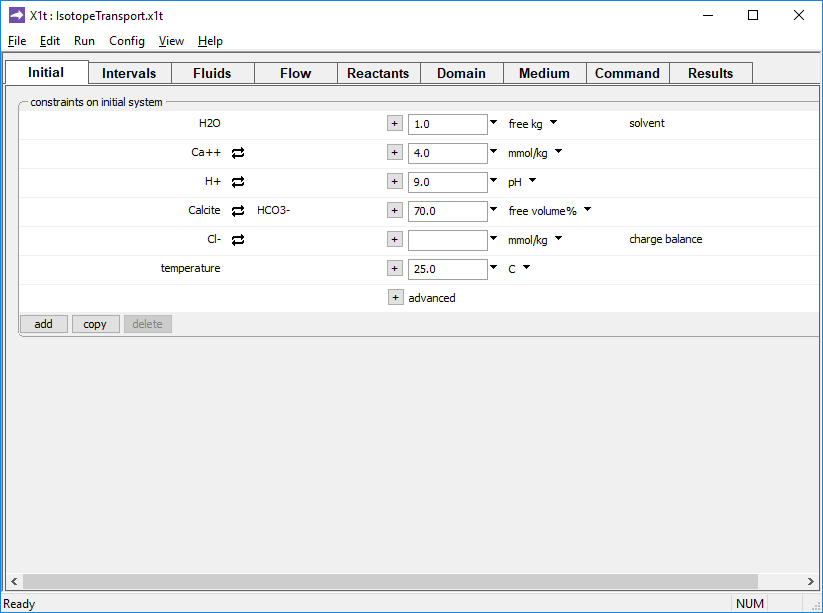 X1t : IsotopeTransport.x1t
File Edit Run Config View Help
Initial Intervals Fluids Flow Reactants Domain Medium Command Results
constraints on initial system
H2O + 1.0 free kg solvent
Ca++ + 4.0 mmol/kg
H+ + 9.0 pH
Calcite HCO3- + 70.0 free volume%
Cl- + mmol/kg charge balance
temperature + 25.0 C
+ advanced
add copy delete
Ready NUM